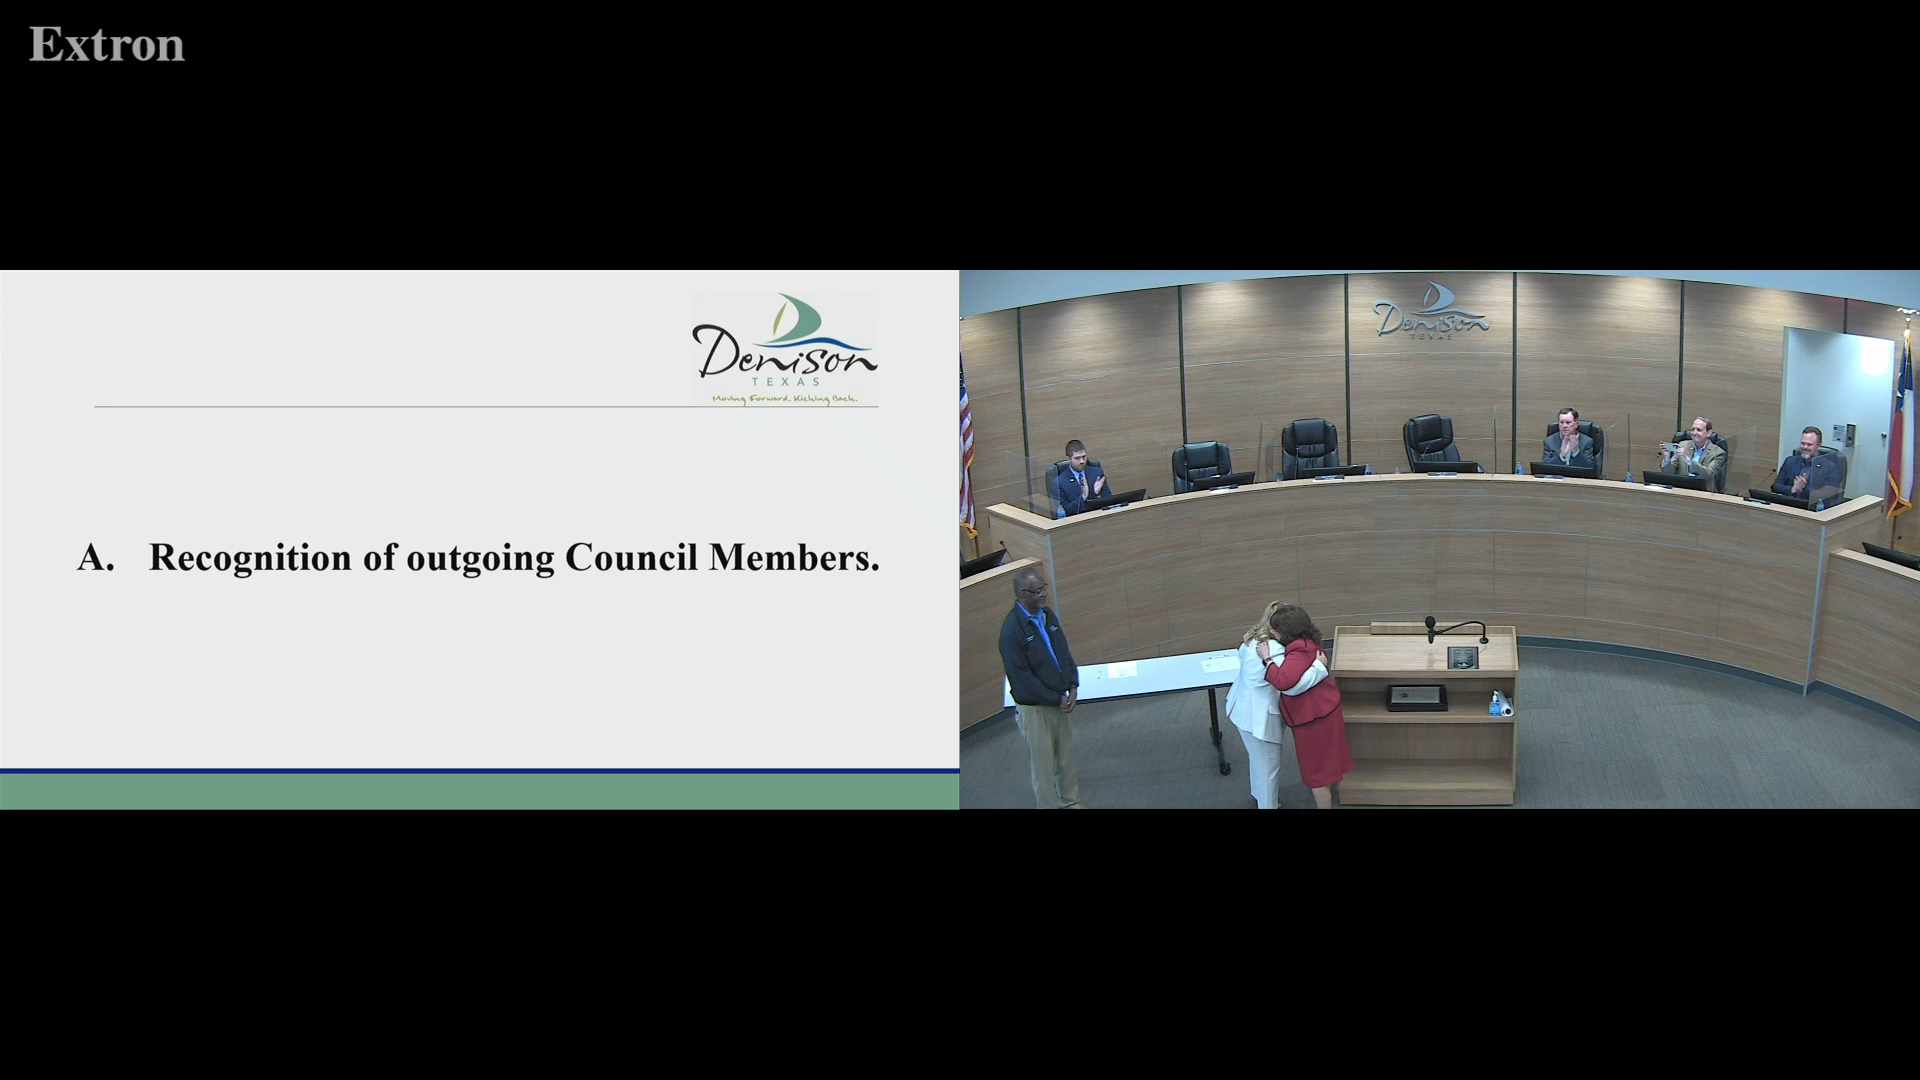 Extron
Denison
TEXAS
Moving Forward. Kicking Back.
A. Recognition of outgoing Council Members.
Denison
TEXAS